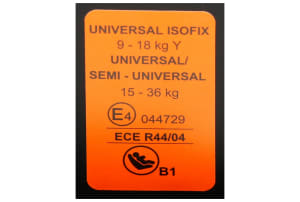 UNIVERSAL ISOFIX
9 - 18 kg Y
UNIVERSAL/
SEMI - UNIVERSAL
15 - 36 kg
E4 044729
ECE R44/04
B1